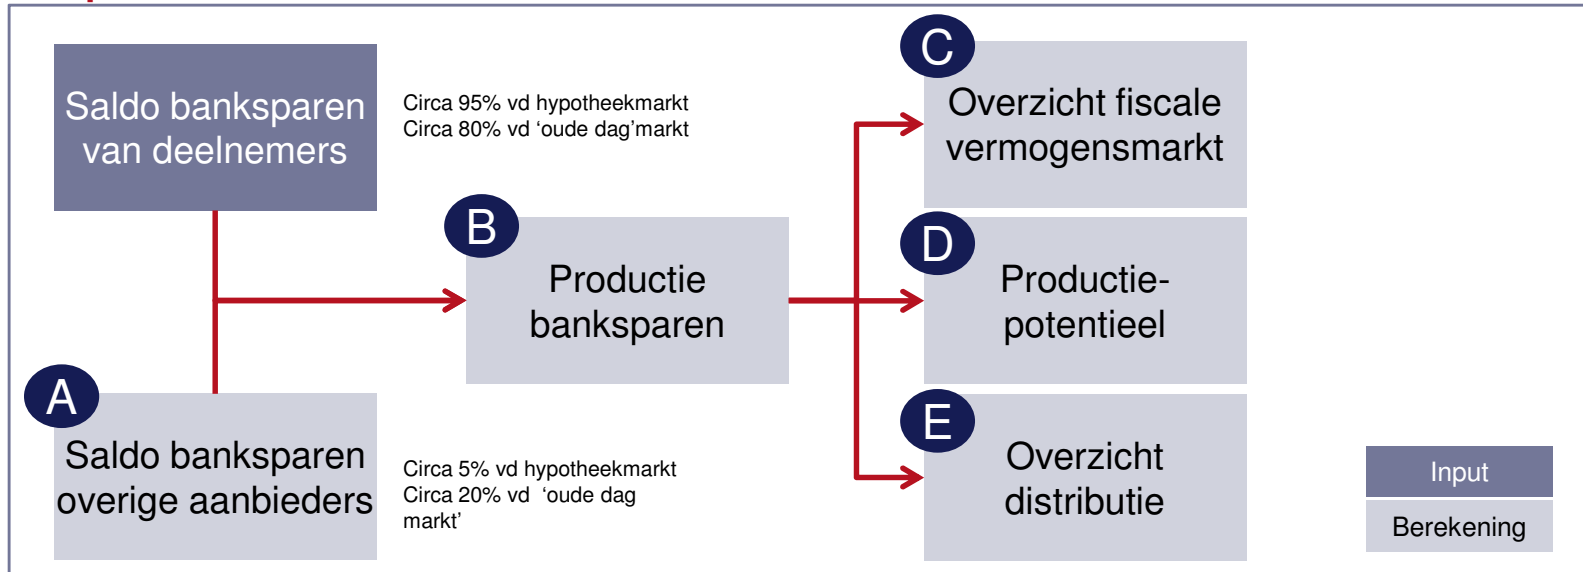 Saldo banksparen
van deelnemers
Circa 95% vd hypotheekmarkt
Circa 80% vd ‘oude dag’markt
A
Saldo banksparen
overige aanbieders
Circa 5% vd hypotheekmarkt
Circa 20% vd ‘oude dag
markt’
B
Productie
banksparen
C
Overzicht fiscale
vermogensmarkt
D
Productie-
potentieel
E
Overzicht
distributie
Input
Berekening